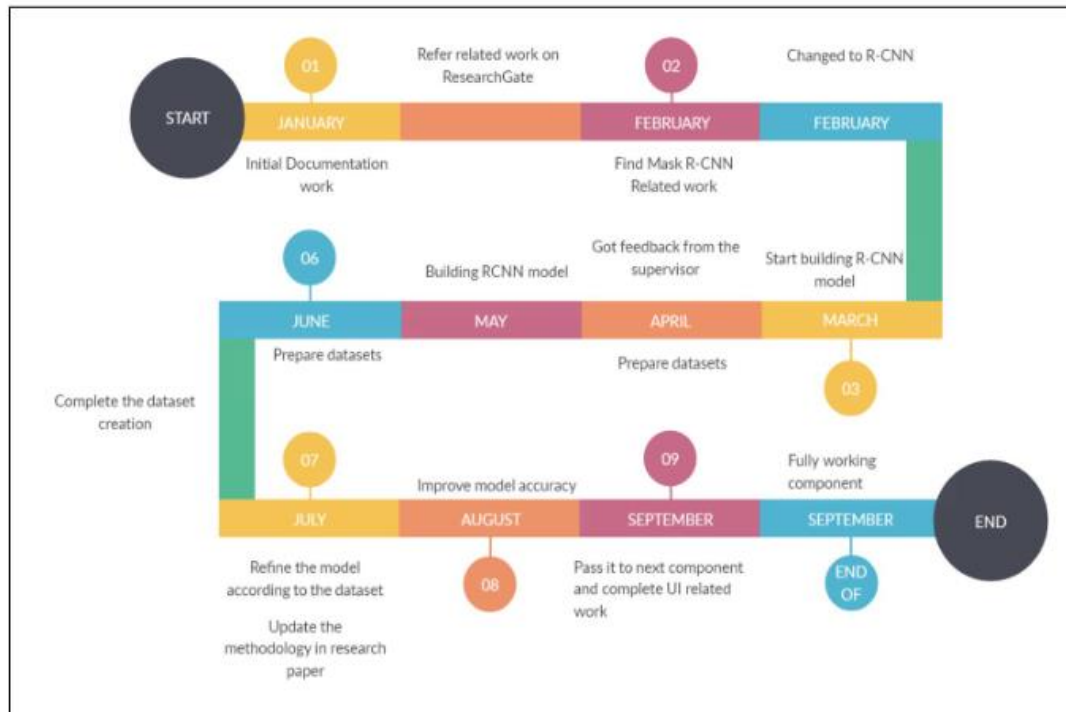 01
Refer related work on
ResearchGate
02
Changed to R-CNN
START
JANUARY
FEBRUARY
FEBRUARY
Initial Documentation
work
Find Mask R-CNN
Related work
06
Building RCNN model
Got feedback from the
supervisor
Start building R-CNN
model
JUNE
MAY
APRIL
MARCH
Prepare datasets
Prepare datasets
03
Complete the dataset
creation
07
Improve model accuracy
09
Fully working
component
JULY
AUGUST
SEPTEMBER
SEPTEMBER
END
Refine the model
according to the dataset
08
Pass it to next component
and complete UI related
work
END
OF
Update the
methodology in research
paper